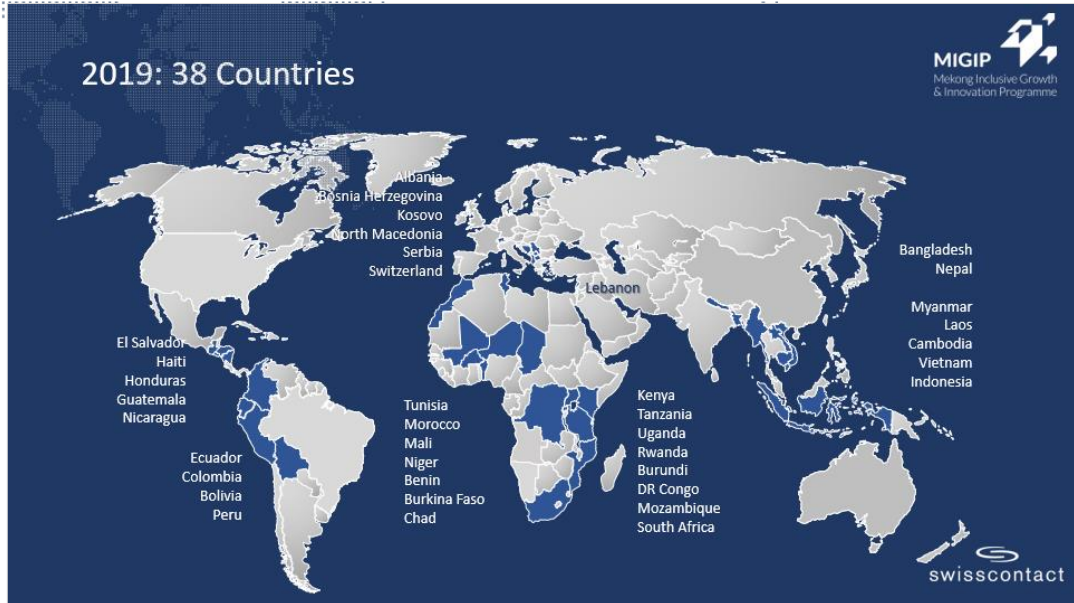 2019: 38 Countries
MIGIP
Mekong Inclusive Growth
& Innovation Programme
Albania
Bosnia Herzegovina
Kosovo
North Macedonia
Serbia
Switzerland
Lebanon
Bangladesh
Nepal
Myanmar
Laos
Cambodia
Vietnam
Indonesia
El Salvador
Haiti
Honduras
Guatemala
Nicaragua
Ecuador
Colombia
Bolivia
Peru
Tunisia
Morocco
Mali
Niger
Benin
Burkina Faso
Chad
Kenya
Tanzania
Uganda
Rwanda
Burundi
DR Congo
Mozambique
South Africa
swisscontact